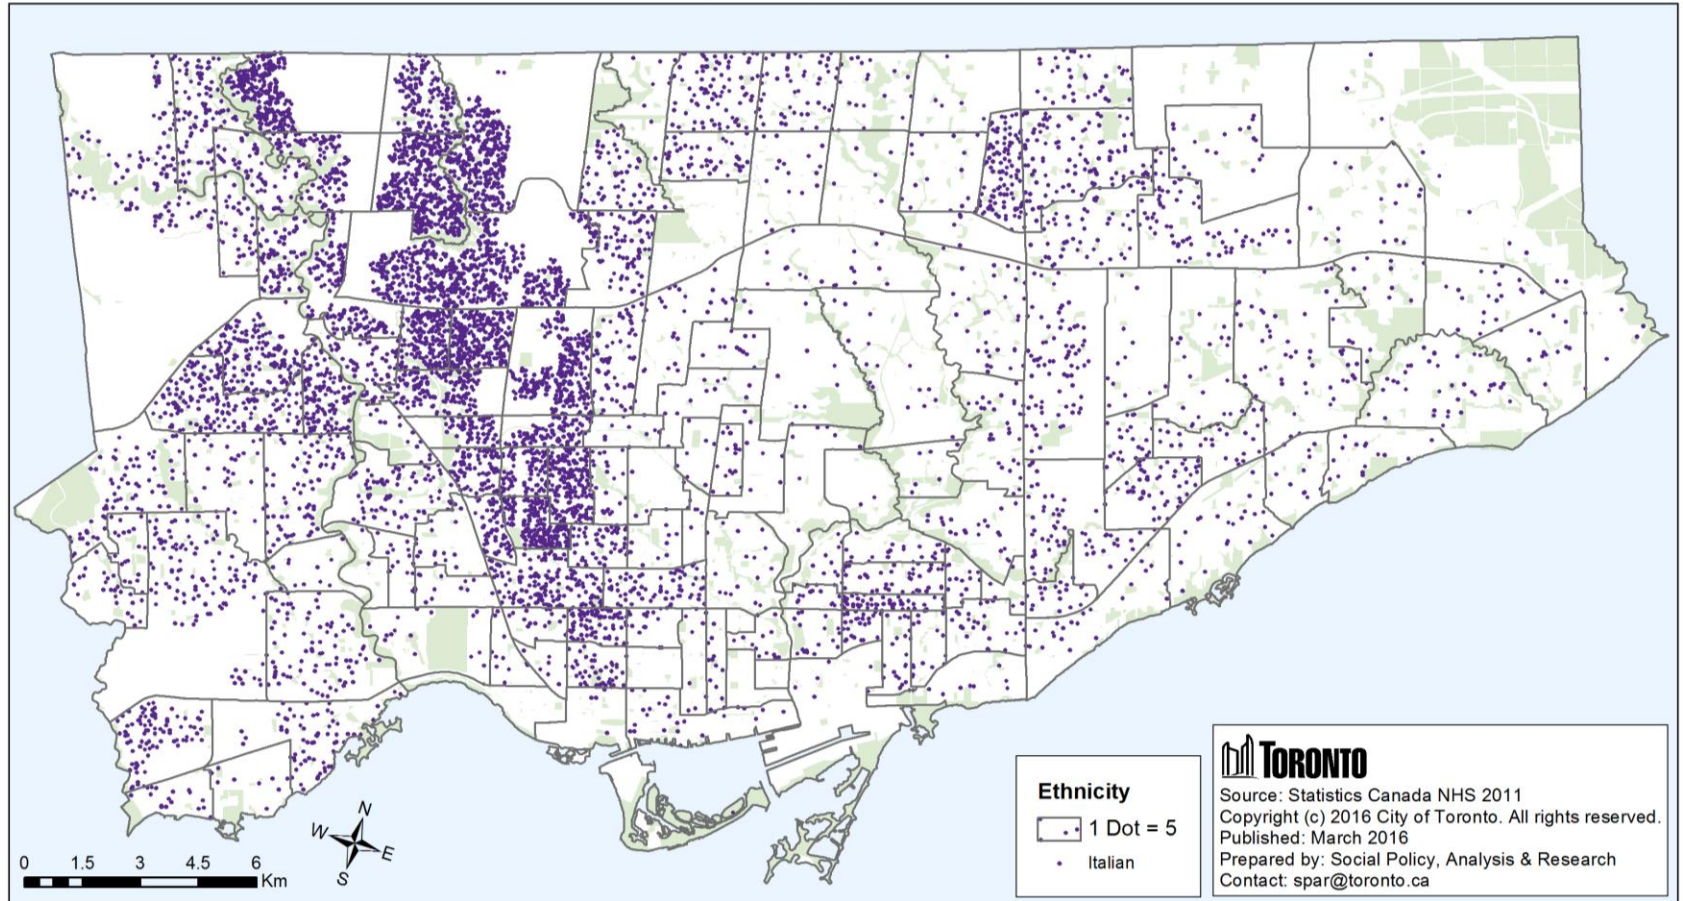 N
W
E
S
0 1.5 3 4.5 6
Km
Ethnicity
1 Dot = 5
Italian
TORONTO
Source: Statistics Canada NHS 2011
Copyright (c) 2016 City of Toronto. All rights reserved.
Published: March 2016
Prepared by: Social Policy, Analysis & Research
Contact: spar@toronto.ca